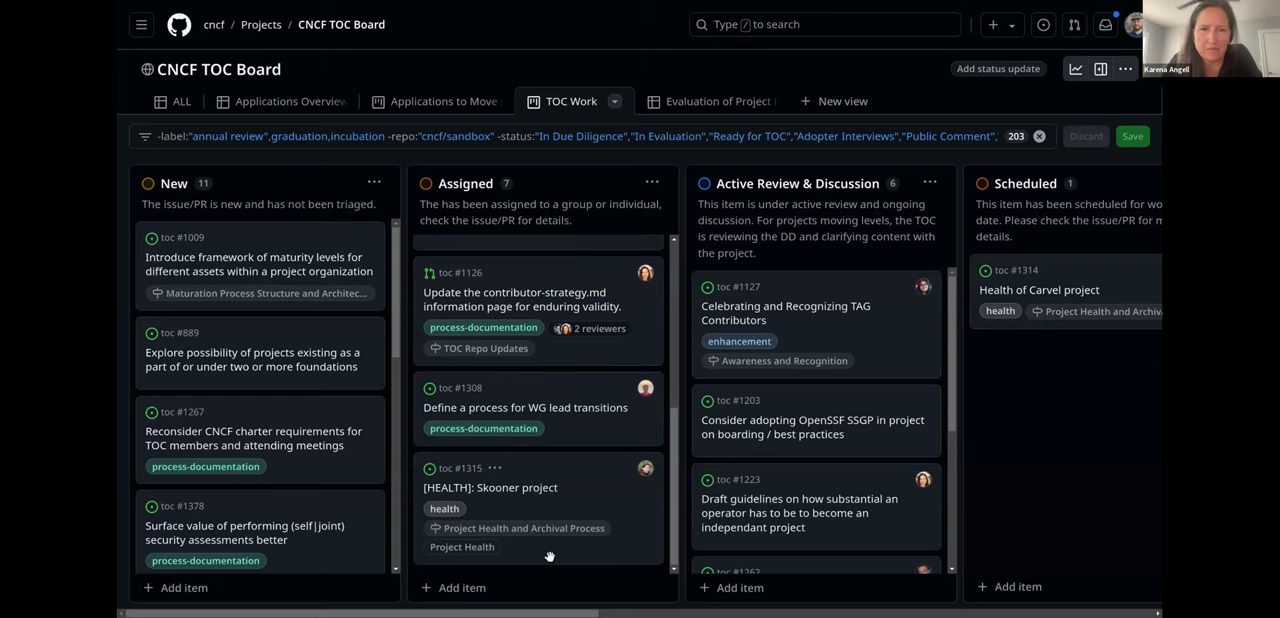 cncf / Projects / CNCF TOC Board
Type / to search
CNCF TOC Board
Add status update
ALL
Applications Overview
Applications to Move
TOC Work
Evaluation of Project
New view
-label:"annual review",graduation,incubation -repo:"cncf/sandbox" -status:"In Due Diligence","In Evaluation","Ready for TOC","Adopter Interviews","Public Comment",
203
Discard
Save
Karena Angell
New 11
The issue/PR is new and has not been triaged.
toc #1009
Introduce framework of maturity levels for
different assets within a project organization
Maturation Process Structure and Architec...
toc #889
Explore possibility of projects existing as a
part of or under two or more foundations
toc #1267
Reconsider CNCF charter requirements for
TOC members and attending meetings
process-documentation
toc #1378
Surface value of performing (self|joint)
security assessments better
process-documentation
Add item
Assigned 7
The has been assigned to a group or individual,
check the issue/PR for details.
toc #1126
Update the contributor-strategy.md
information page for enduring validity.
process-documentation
2 reviewers
TOC Repo Updates
toc #1308
Define a process for WG lead transitions
process-documentation
toc #1315
[HEALTH]: Skooner project
health
Project Health and Archival Process
Project Health
Add item
Active Review & Discussion 6
This item is under active review and ongoing
discussion. For projects moving levels, the TOC
is reviewing the DD and clarifying content with
the project.
toc #1127
Celebrating and Recognizing TAG
Contributors
enhancement
Awareness and Recognition
toc #1203
Consider adopting OpenSSF SSGP in project
on boarding / best practices
toc #1223
Draft guidelines on how substantial an
operator has to be to become an
independant project
toc #1262
Add item
Scheduled 1
This item has been scheduled for wo
date. Please check the issue/PR for m
details.
toc #1314
Health of Carvel project
health
Project Health and Archiva
Add item